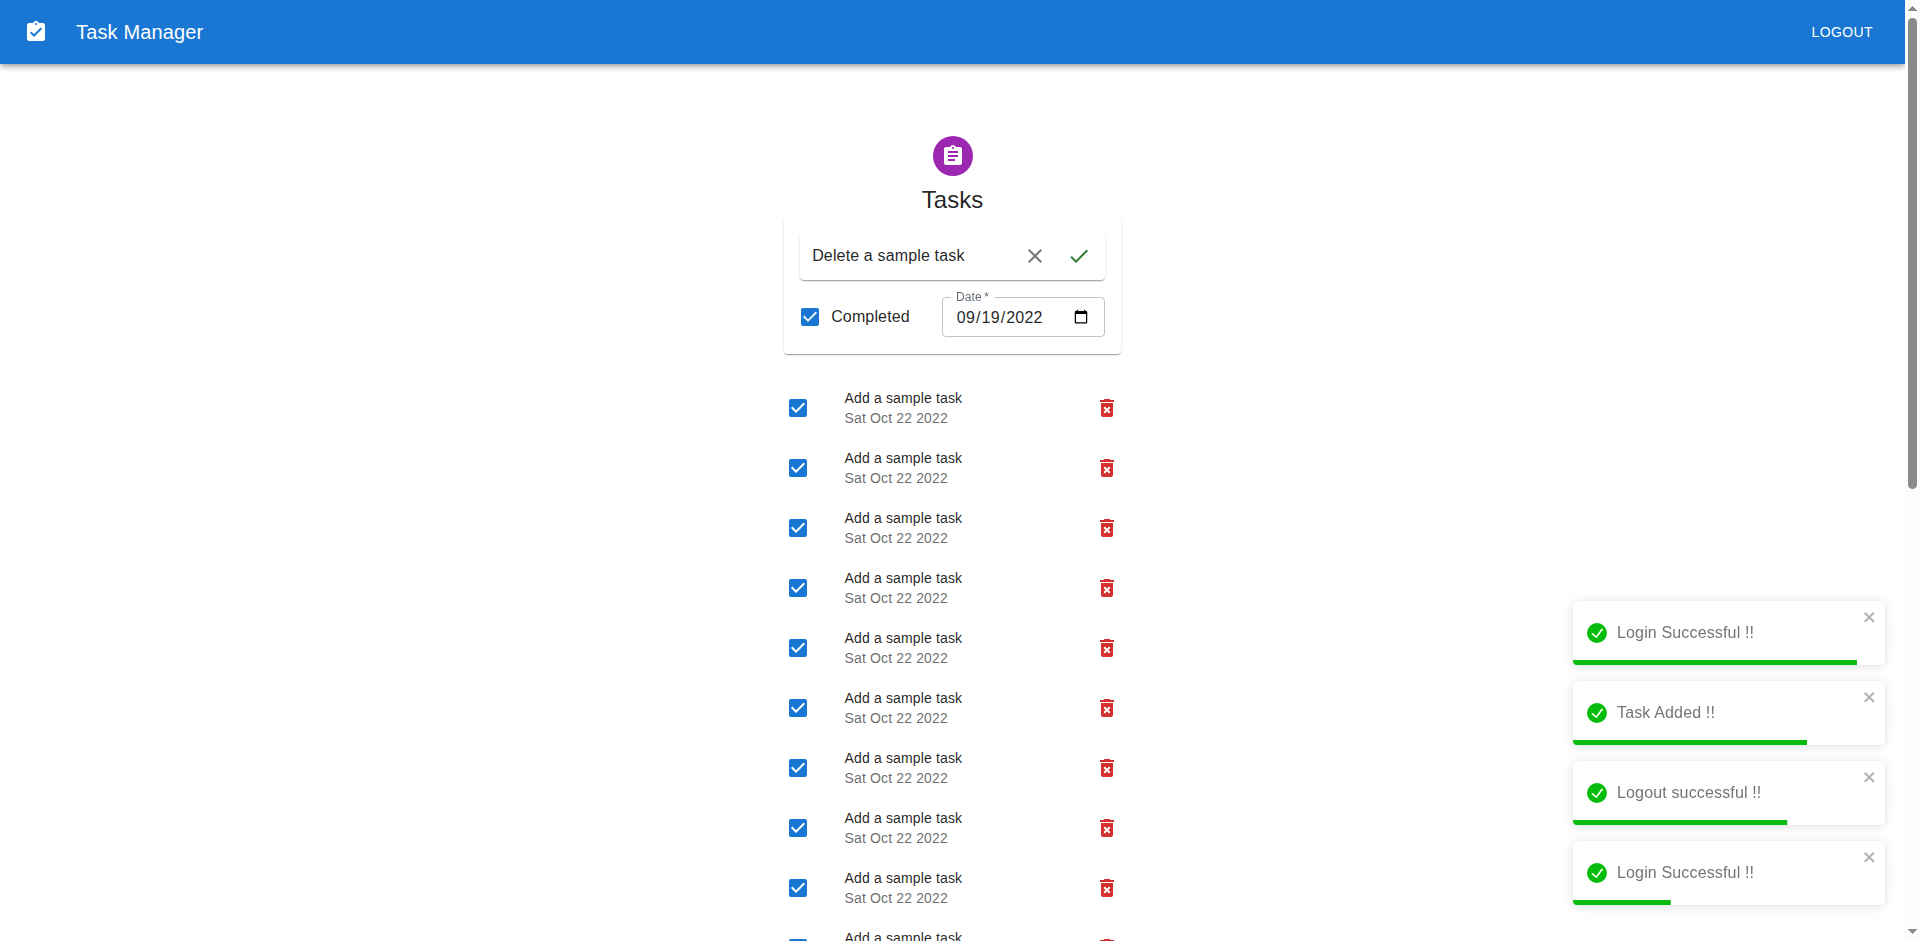 Task Manager
LOGOUT
Tasks
Delete a sample task
Completed
Date *
09/19/2022
Add a sample task
Sat Oct 22 2022
Add a sample task
Sat Oct 22 2022
Add a sample task
Sat Oct 22 2022
Add a sample task
Sat Oct 22 2022
Add a sample task
Sat Oct 22 2022
Add a sample task
Sat Oct 22 2022
Add a sample task
Sat Oct 22 2022
Add a sample task
Sat Oct 22 2022
Add a sample task
Sat Oct 22 2022
Add a sample task
Login Successful !!
Task Added !!
Logout successful !!
Login Successful !!